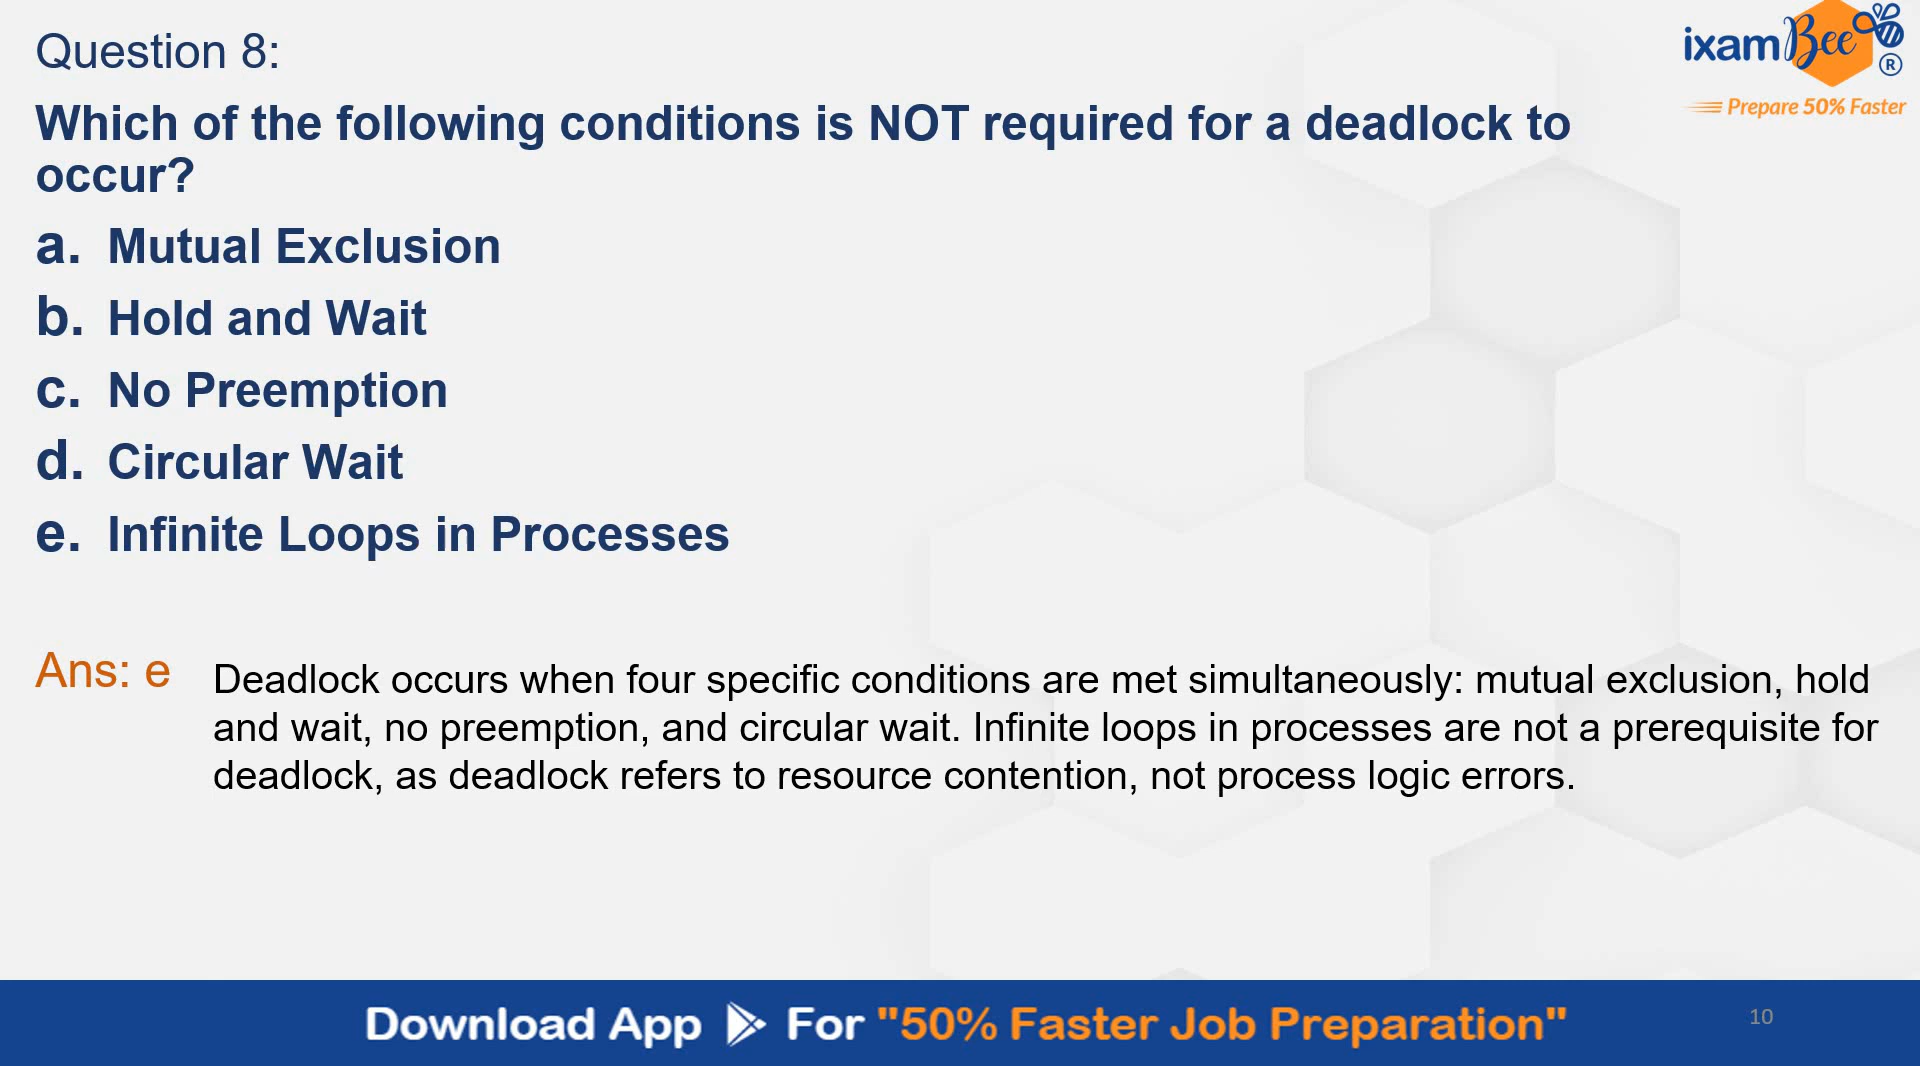 Question 8:
ixamBee®
Prepare 50% Faster
Which of the following conditions is NOT required for a deadlock to
occur?
a. Mutual Exclusion
b. Hold and Wait
c. No Preemption
d. Circular Wait
e. Infinite Loops in Processes
Ans: e
Deadlock occurs when four specific conditions are met simultaneously: mutual exclusion, hold
and wait, no preemption, and circular wait. Infinite loops in processes are not a prerequisite for
deadlock, as deadlock refers to resource contention, not process logic errors.
Download App For "50% Faster Job Preparation"
10